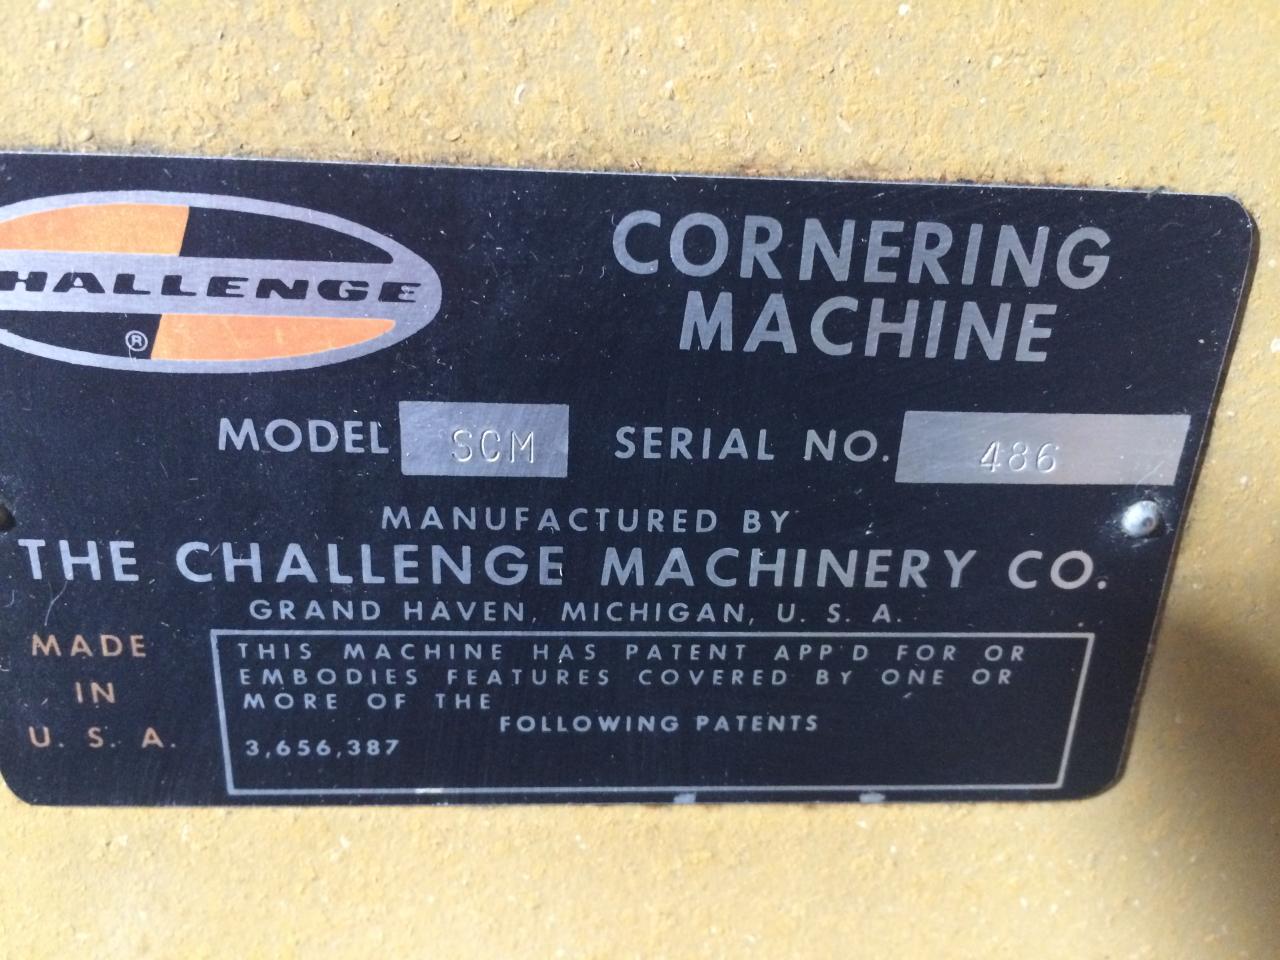 HALLENGE
®
CORNERING
MACHINE
MODEL SCM SERIAL NO. 486
MANUFACTURED BY
THE CHALLENGE MACHINERY CO.
GRAND HAVEN, MICHIGAN, U. S. A.
MADE
IN
U. S. A.
THIS MACHINE HAS PATENT APP'D FOR OR
EMBODIES FEATURES COVERED BY ONE OR
MORE OF THE
FOLLOWING PATENTS
3,656,387